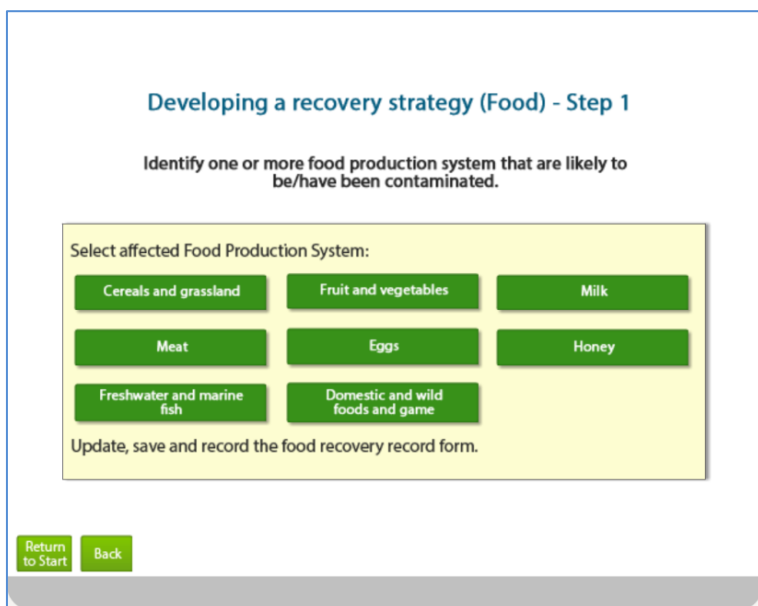 Developing a recovery strategy (Food) - Step 1
Identify one or more food production system that are likely to
be/have been contaminated.
Select affected Food Production System:
Cereals and grassland
Fruit and vegetables
Milk
Meat
Eggs
Honey
Freshwater and marine
fish
Domestic and wild
foods and game
Update, save and record the food recovery record form.
Return
to Start
Back